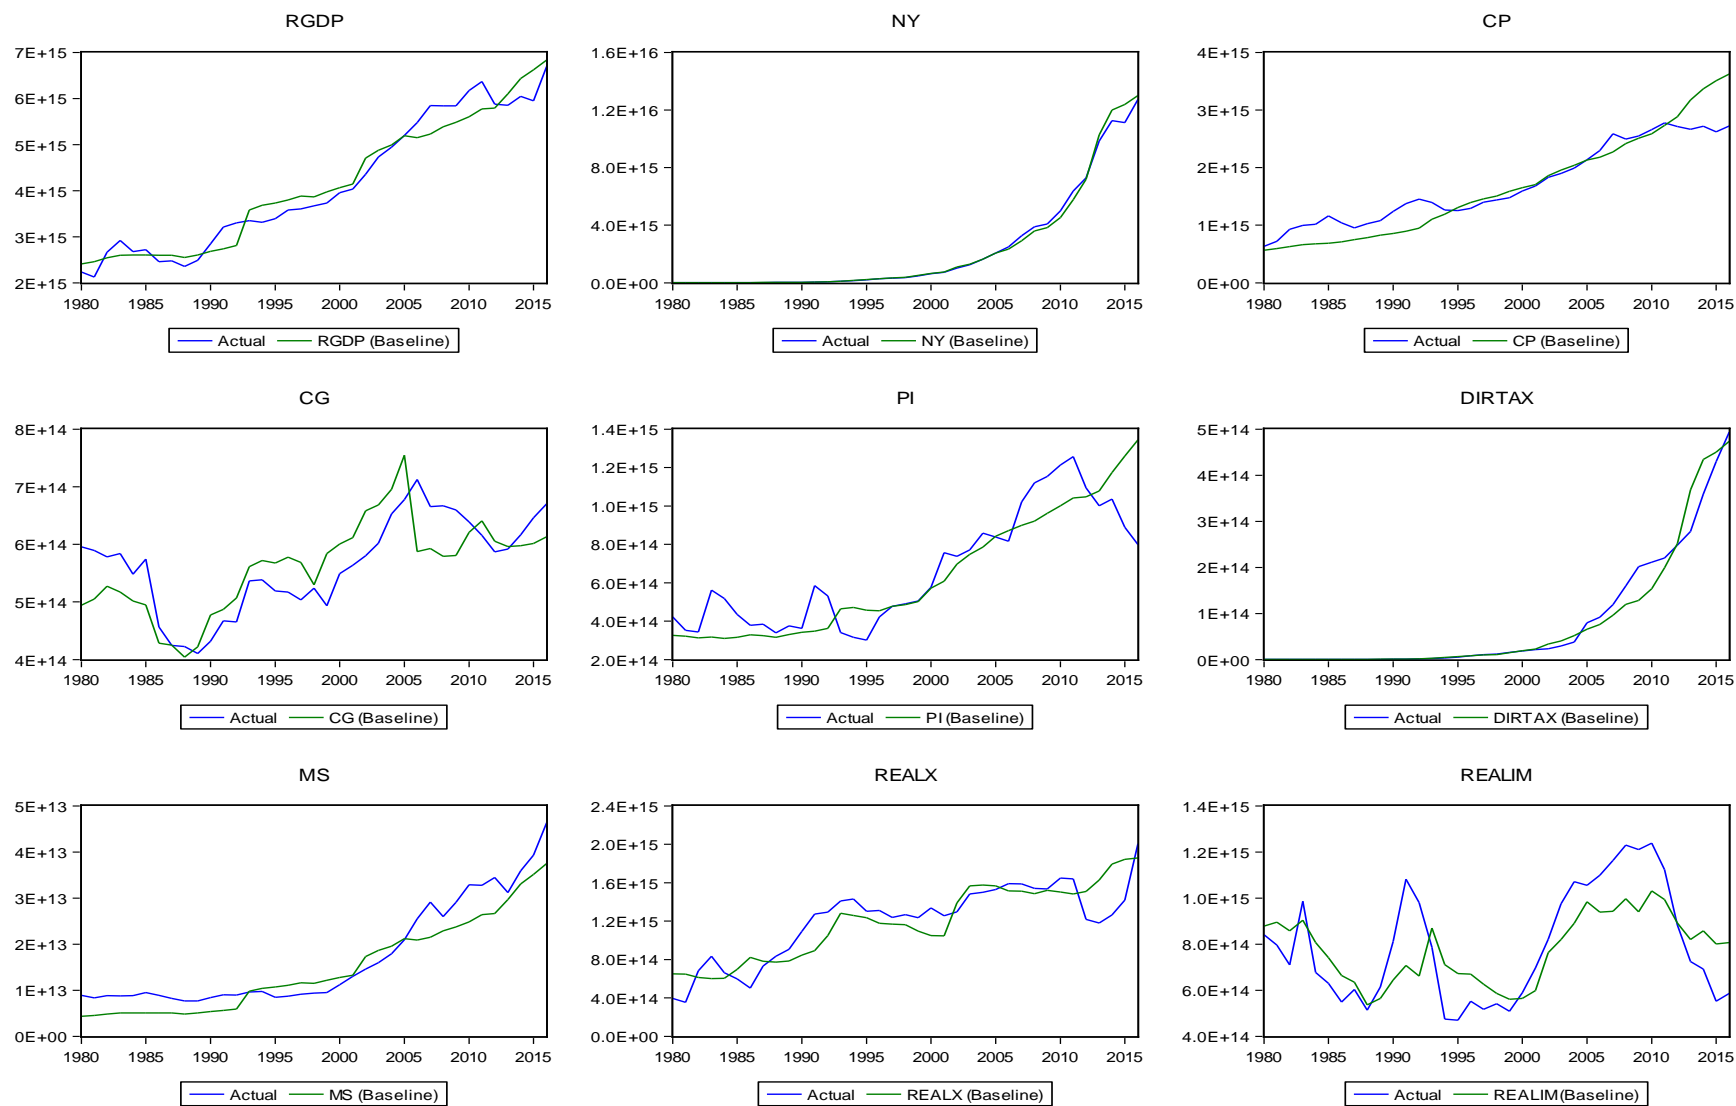 RGDP
7E+15
6E+15
5E+15
4E+15
3E+15
2E+15
1980 1985 1990 1995 2000 2005 2010 2015
Actual RGDP (Baseline)
NY
1.6E+16
1.2E+16
8.0E+15
4.0E+15
0.0E+00
1980 1985 1990 1995 2000 2005 2010 2015
Actual NY (Baseline)
CP
4E+15
3E+15
2E+15
1E+15
0E+00
1980 1985 1990 1995 2000 2005 2010 2015
Actual CP (Baseline)
CG
8E+14
7E+14
6E+14
5E+14
4E+14
1980 1985 1990 1995 2000 2005 2010 2015
Actual CG (Baseline)
PI
1.4E+15
1.2E+15
1.0E+15
8.0E+14
6.0E+14
4.0E+14
2.0E+14
1980 1985 1990 1995 2000 2005 2010 2015
Actual PI (Baseline)
DIRTAX
5E+14
4E+14
3E+14
2E+14
1E+14
0E+00
1980 1985 1990 1995 2000 2005 2010 2015
Actual DIRTAX (Baseline)
MS
5E+13
4E+13
3E+13
2E+13
1E+13
0E+00
1980 1985 1990 1995 2000 2005 2010 2015
Actual MS (Baseline)
REALX
2.4E+15
2.0E+15
1.6E+15
1.2E+15
8.0E+14
4.0E+14
0.0E+00
1980 1985 1990 1995 2000 2005 2010 2015
Actual REALX (Baseline)
REALIM
1.4E+15
1.2E+15
1.0E+15
8.0E+14
6.0E+14
4.0E+14
1980 1985 1990 1995 2000 2005 2010 2015
Actual REALIM (Baseline)